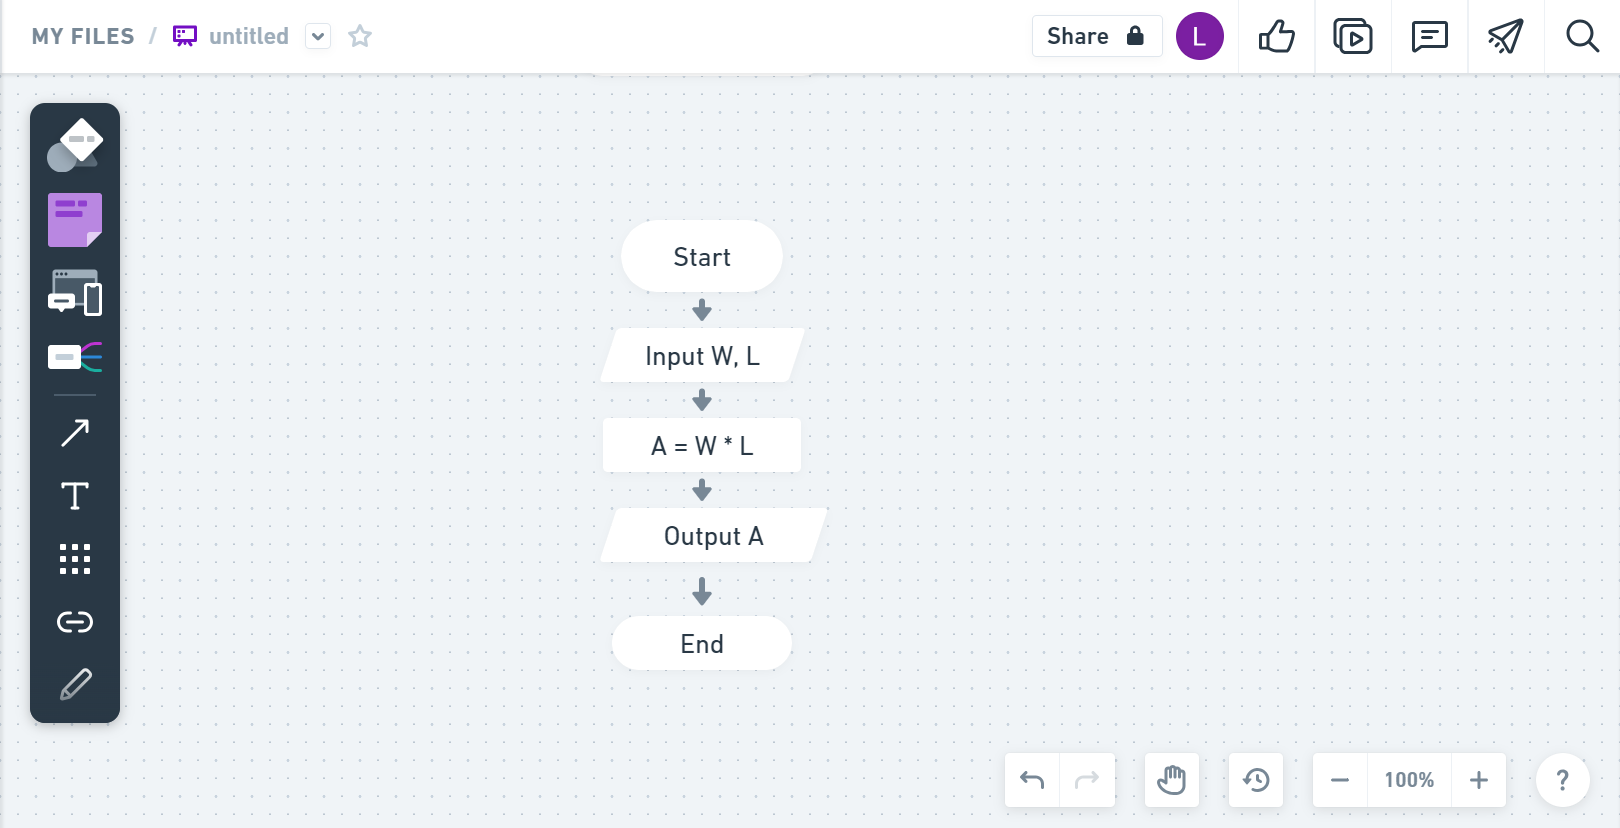 MY FILES / untitled
Share
L
Start
Input W, L
A = W * L
Output A
End
100%
?